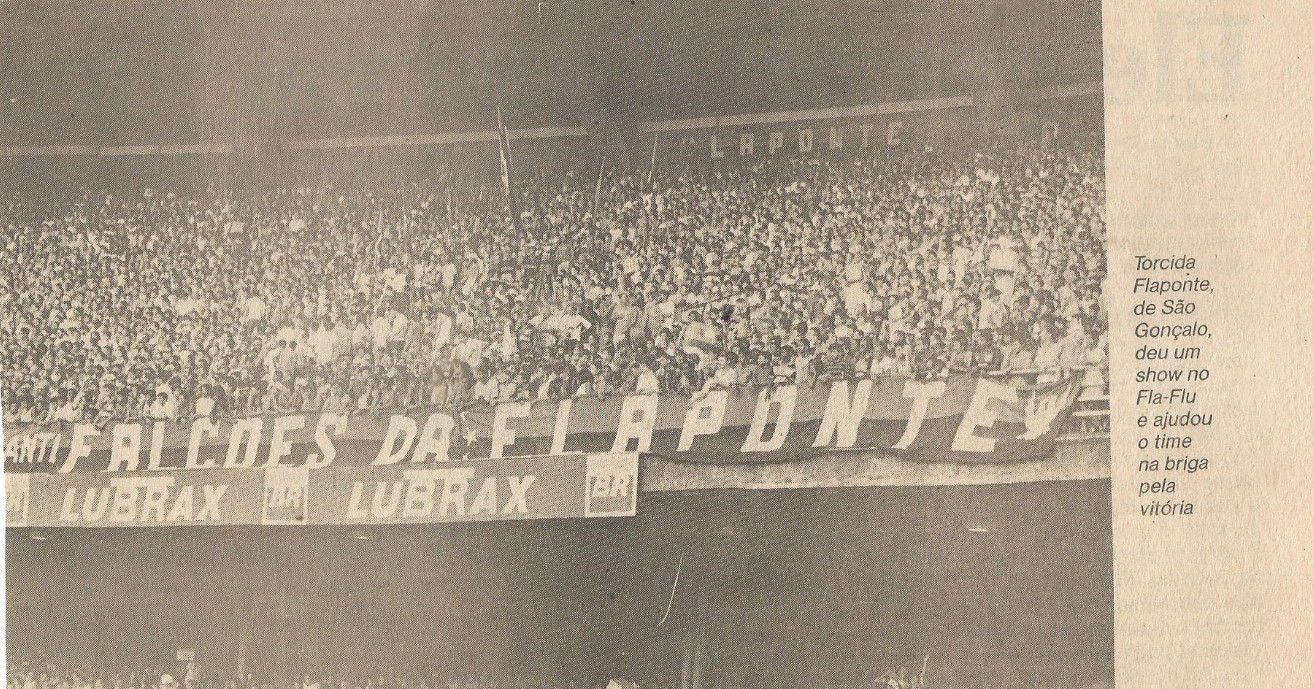 LAPONTE
ANTI FALCOES DA FLAPONTE
LUBRAX BR LUBRAX BR
Torcida
Flaponte,
de São
Gonçalo,
deu um
show no
Fla-Flu
e ajudou
o time
na briga
pela
vitória